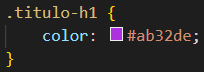 .titulo-h1 {
    color: #ab32de;
}